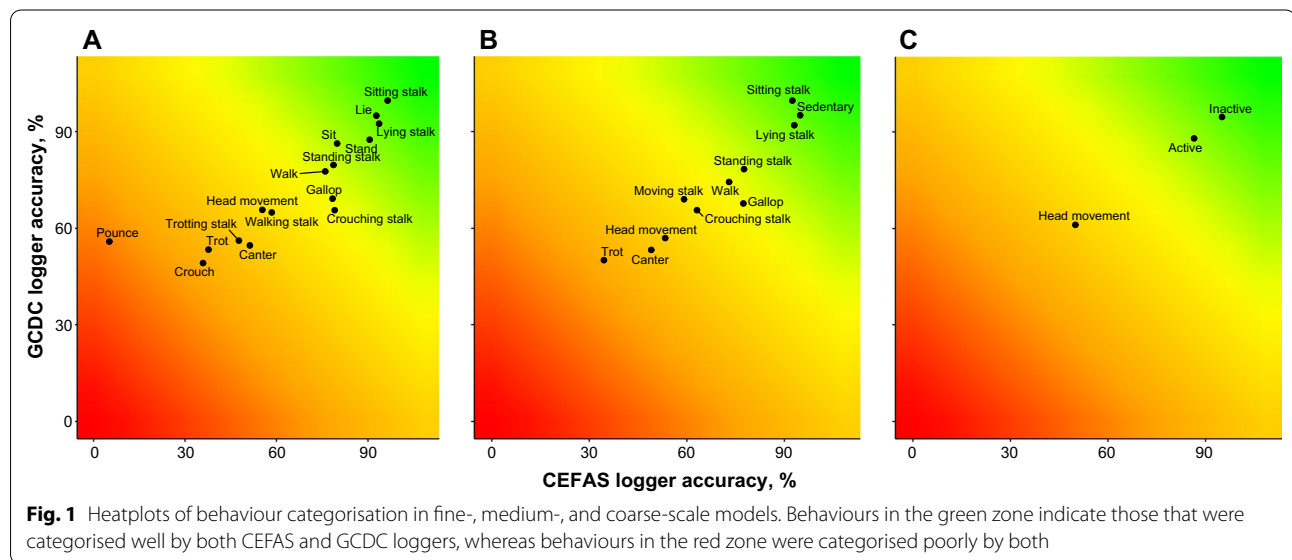 A
B
C
GCDC logger accuracy, %
90
60
30
0
Sitting stalk
Lie
Lying stalk
Sit
Stand
Standing stalk
Walk
Gallop
Head movement
Crouching stalk
Walking stalk
Trotting stalk
Pounce
Trot
Canter
Crouch
0 30 60 90
Sitting stalk
Sedentary
Lying stalk
Standing stalk
Walk
Moving stalk
Gallop
Crouching stalk
Head movement
Trot
Canter
0 30 60 90
Inactive
Active
Head movement
0 30 60 90
CEFAS logger accuracy, %
Fig. 1 Heatplots of behaviour categorisation in fine-, medium-, and coarse-scale models. Behaviours in the green zone indicate those that were
categorised well by both CEFAS and GCDC loggers, whereas behaviours in the red zone were categorised poorly by both